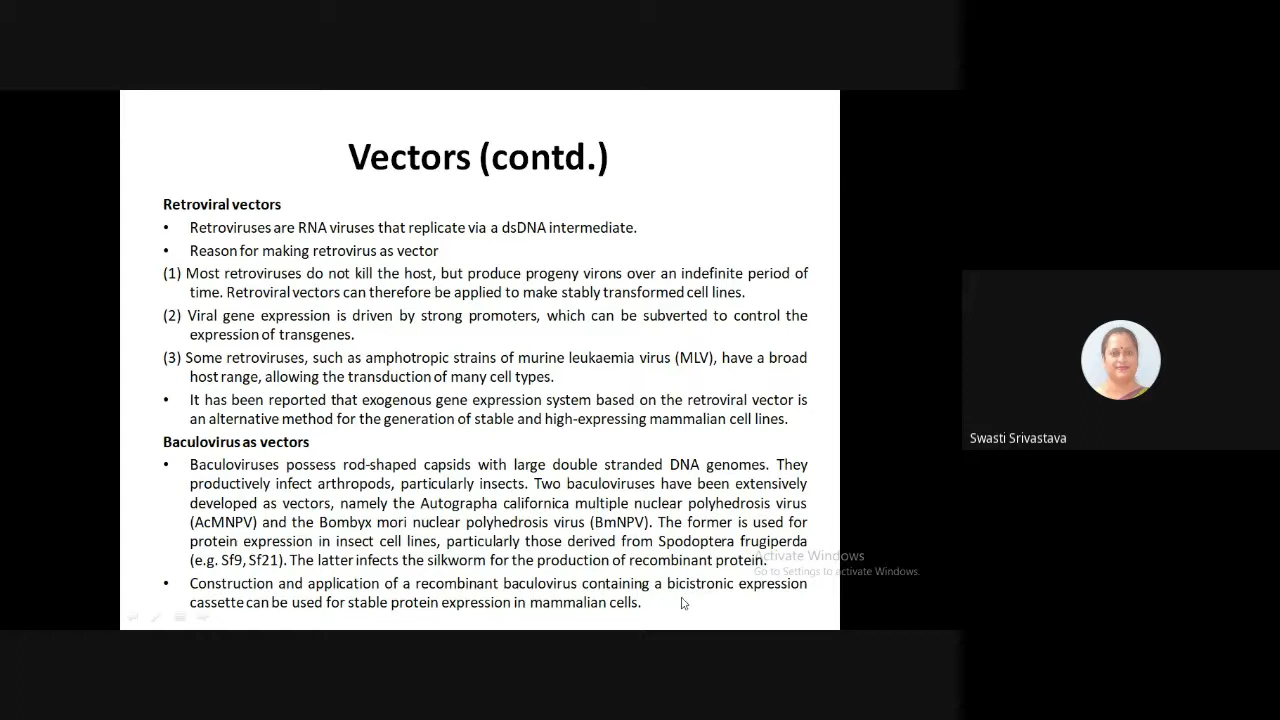 Vectors (contd.)
Retroviral vectors
• Retroviruses are RNA viruses that replicate via a dsDNA intermediate.
• Reason for making retrovirus as vector
(1) Most retroviruses do not kill the host, but produce progeny virons over an indefinite period of
time. Retroviral vectors can therefore be applied to make stably transformed cell lines.
(2) Viral gene expression is driven by strong promoters, which can be subverted to control the
expression of transgenes.
(3) Some retroviruses, such as amphotropic strains of murine leukaemia virus (MLV), have a broad
host range, allowing the transduction of many cell types.
• It has been reported that exogenous gene expression system based on the retroviral vector is
an alternative method for the generation of stable and high-expressing mammalian cell lines.
Baculovirus as vectors
• Baculoviruses possess rod-shaped capsids with large double stranded DNA genomes. They
productively infect arthropods, particularly insects. Two baculoviruses have been extensively
developed as vectors, namely the Autographa californica multiple nuclear polyhedrosis virus
(AcMNPV) and the Bombyx mori nuclear polyhedrosis virus (BmNPV). The former is used for
protein expression in insect cell lines, particularly those derived from Spodoptera frugiperda
(e.g. Sf9, Sf21). The latter infects the silkworm for the production of recombinant protein.
• Construction and application of a recombinant baculovirus containing a bicistronic expression
cassette can be used for stable protein expression in mammalian cells.
Activate Windows
Go to Settings to activate Windows.
Swasti Srivastava